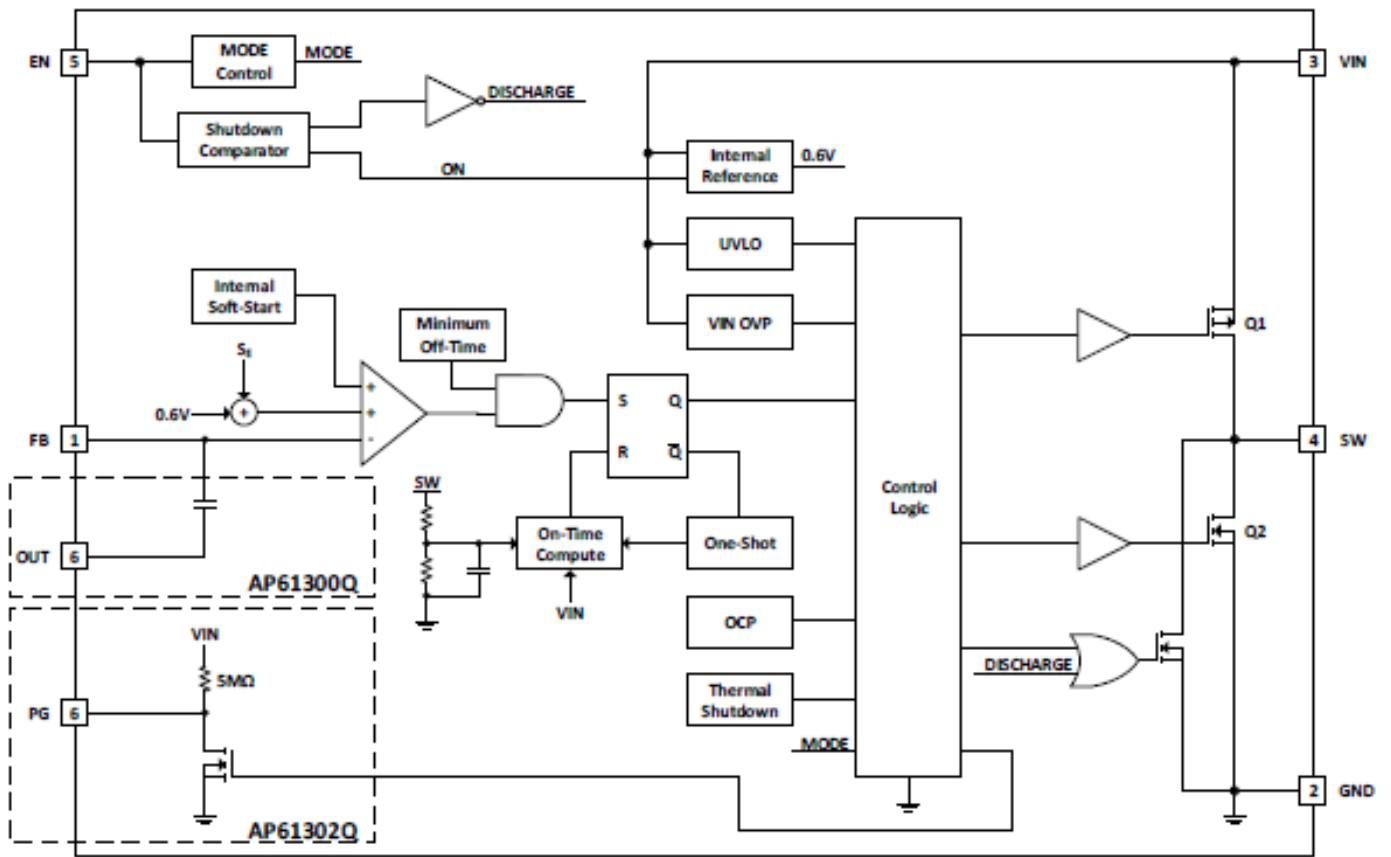 EN
5
MODE
Control
MODE
3
VIN
DISCHARGE
Shutdown
Comparator
ON
Internal
Reference
0.6V
UVLO
Internal
Soft-Start
VIN OVP
Minimum
Off-Time
Q1
+
0.6V
+
+
S
Q
FB
1
-
4
SW
R
Q
SW
Control
Logic
On-Time
Compute
One-Shot
Q2
OUT
6
AP61300Q
VIN
OCP
VIN
5MΩ
DISCHARGE
PG
6
Thermal
Shutdown
MODE
2
GND
AP61302Q